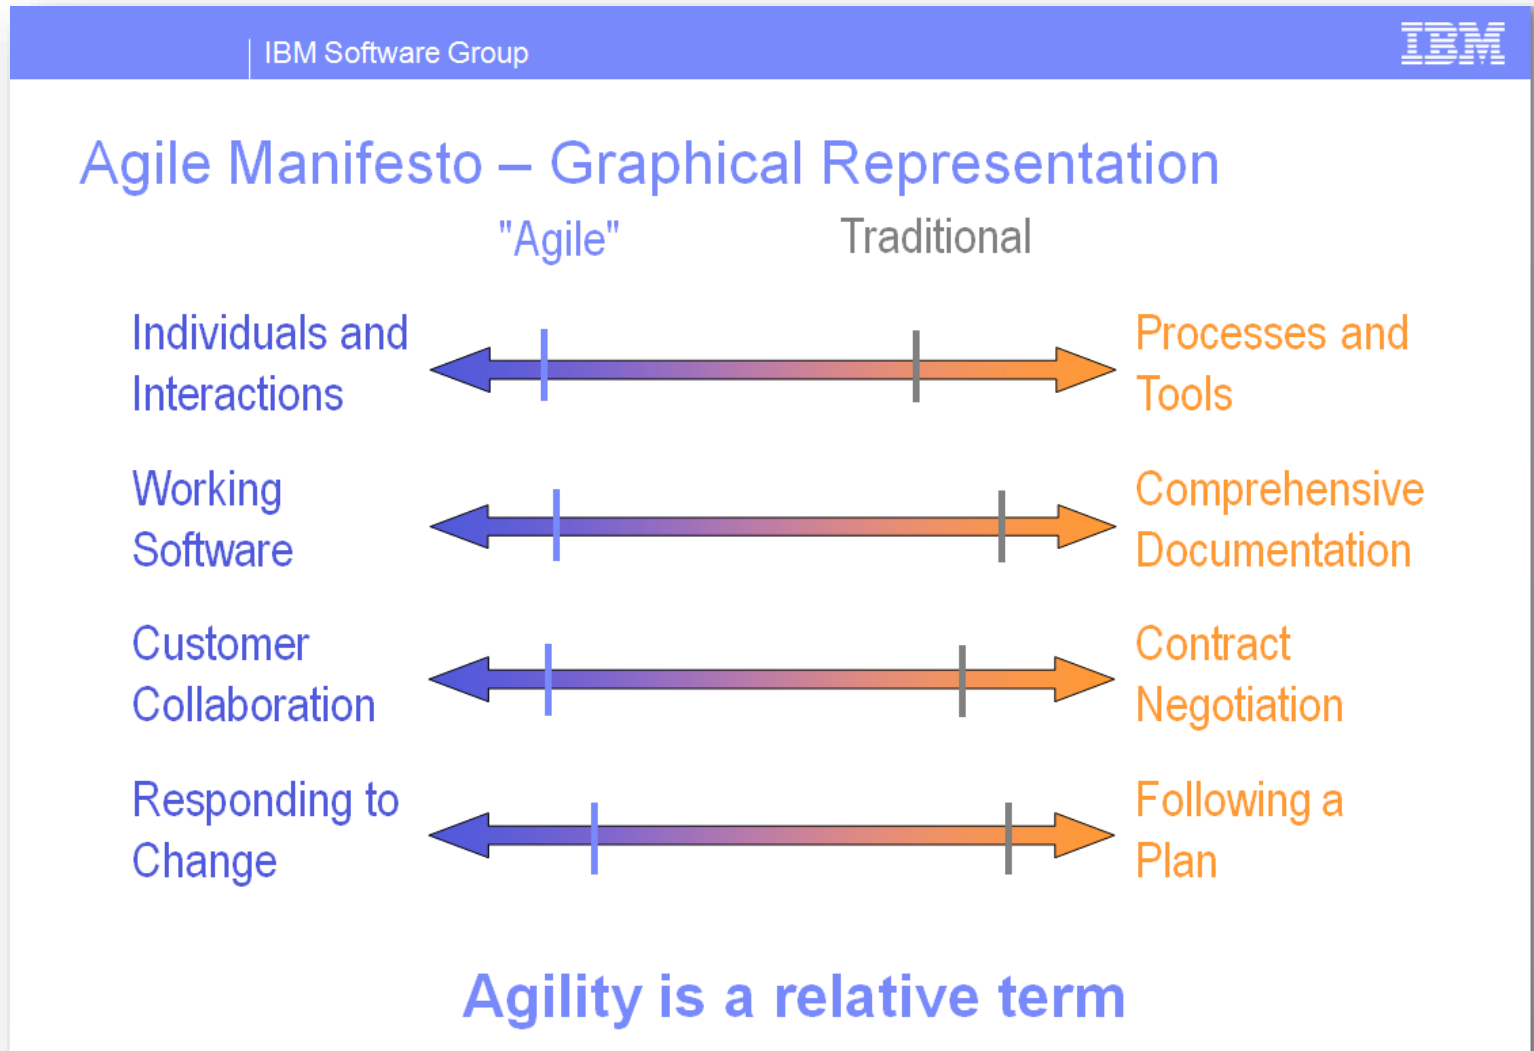 IBM Software Group
IBM
Agile Manifesto – Graphical Representation
"Agile"
Traditional
Individuals and
Interactions
Processes and
Tools
Working
Software
Comprehensive
Documentation
Customer
Collaboration
Contract
Negotiation
Responding to
Change
Following a
Plan
Agility is a relative term